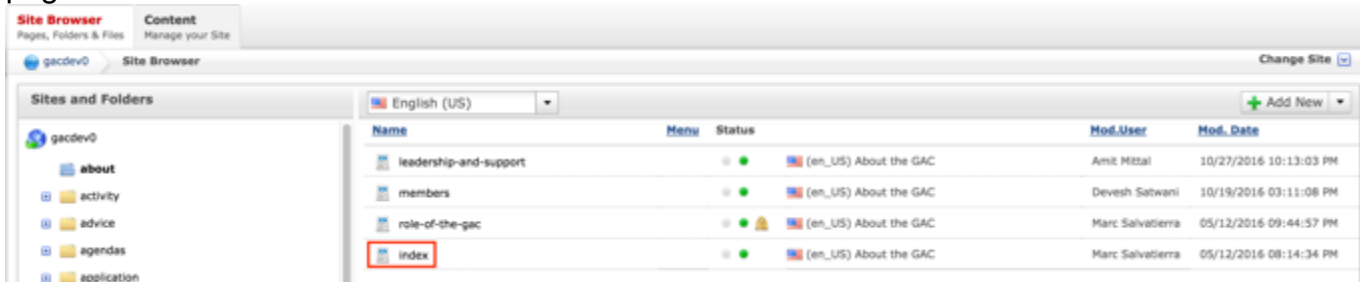 Site Browser Content
Pages, Folders & Files Manage your Site
gacdev0 Site Browser Change Site
Sites and Folders English (US) Add New
gacdev0 Name Menu Status Mod.User Mod. Date
about leadership-and-support (en_US) About the GAC Amit Mittal 10/27/2016 10:13:03 PM
activity members (en_US) About the GAC Devesh Satwani 10/19/2016 03:11:08 PM
advice role-of-the-gac (en_US) About the GAC Marc Salvatierra 05/12/2016 09:44:57 PM
agendas index (en_US) About the GAC Marc Salvatierra 05/12/2016 08:14:34 PM
application